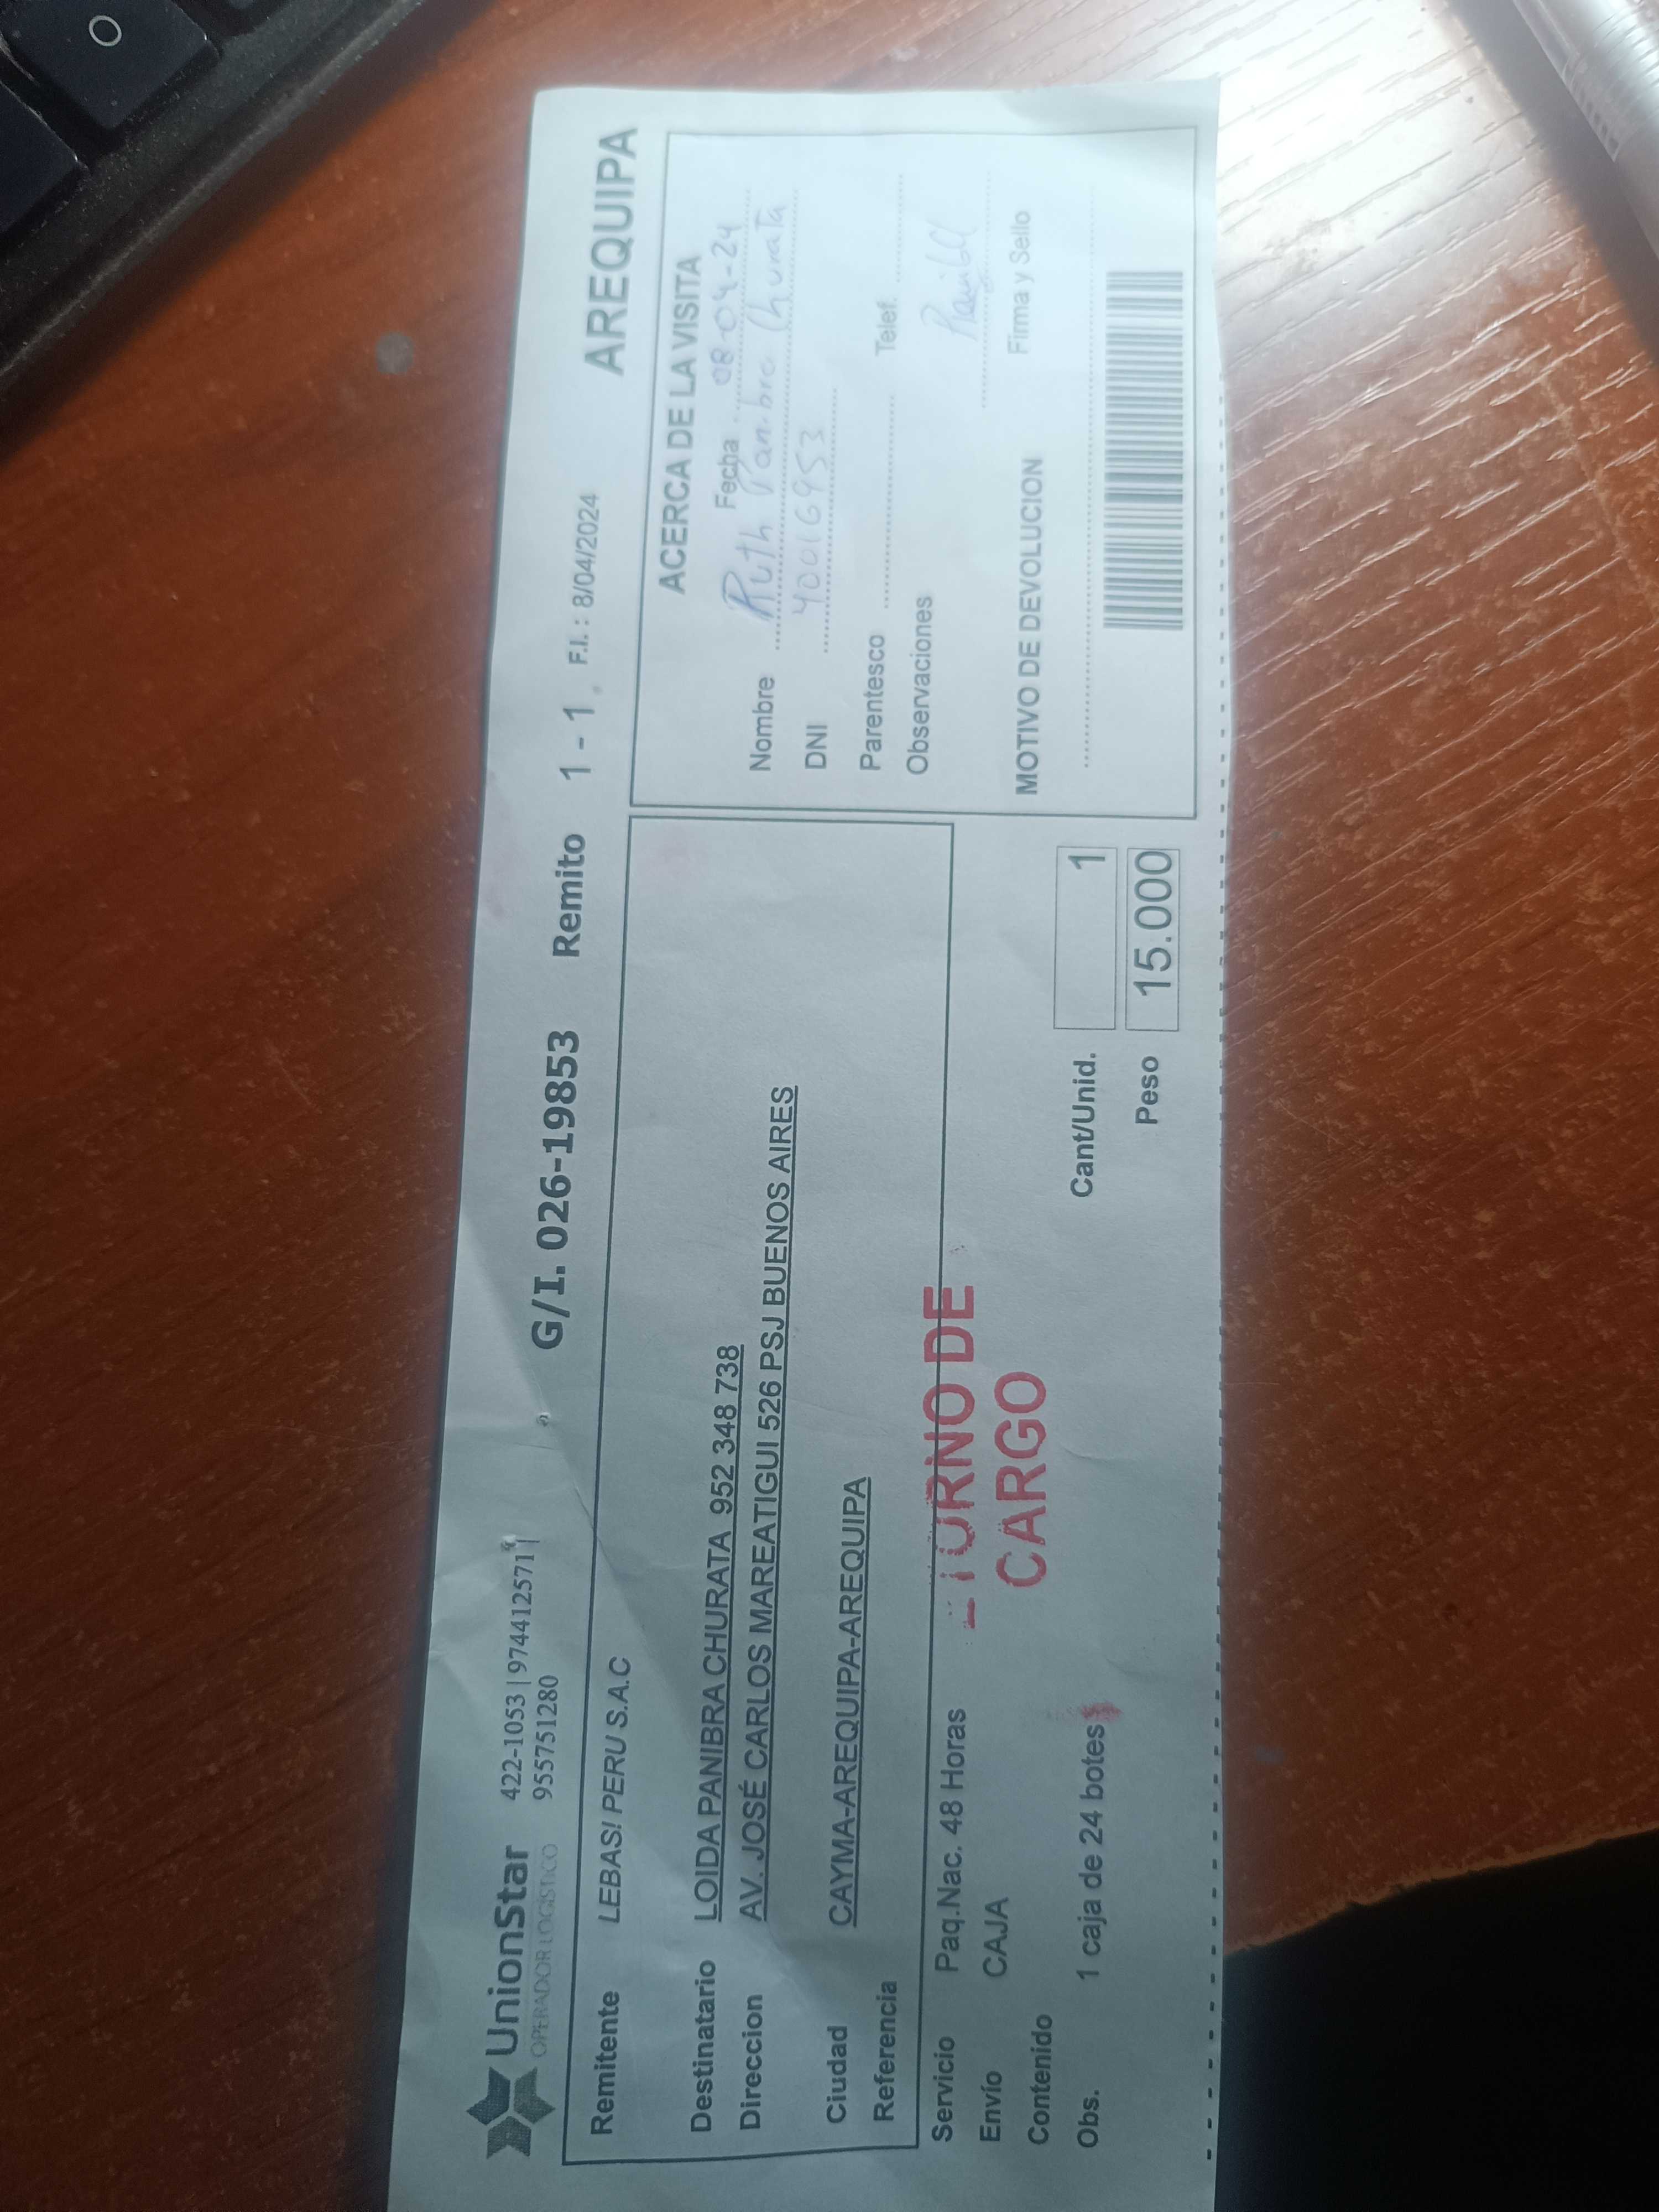 UnionStar
OPERADOR LOGÍSTICO
422-1053 | 974412571 |
955751280
G/I. 026-19853 Remito 1 - 1 F.I. : 8/04/2024
AREQUIPA
Remitente LEBASI PERU S.A.C
Destinatario LOIDA PANIBRA CHURATA 952 348 738
Direccion AV. JOSÉ CARLOS MAREATIGUI 526 PSJ BUENOS AIRES
Ciudad CAYMA-AREQUIPA-AREQUIPA
Referencia
Servicio Paq.Nac. 48 Horas
Envío CAJA
Contenido
Obs. 1 caja de 24 botes
ETORNO DE
CARGO
Cant/Unid. 1
Peso 15.000
ACERCA DE LA VISITA
Fecha 08-04-24
Nombre Ruth Panibra Churata
DNI 40016953
Parentesco Telef.
Observaciones
Firma y Sello
MOTIVO DE DEVOLUCION
O